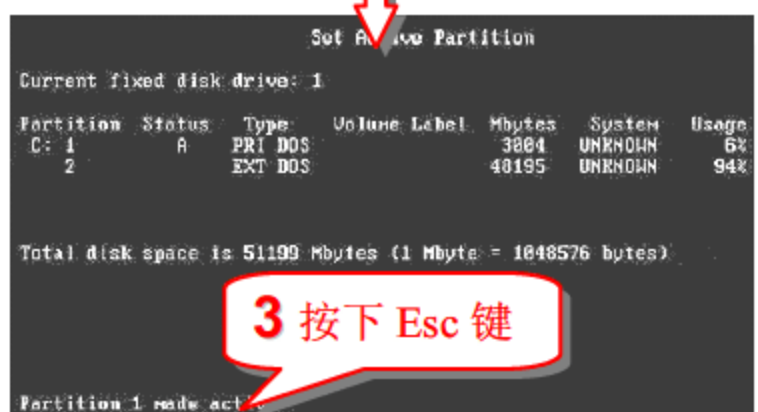 Set Active Partition
Current fixed disk drive: 1
Partition Status Type Volume Label Mbytes System Usage
C: 1 A PRI DOS 3004 UNKNOWN 6%
2 EXT DOS 48195 UNKNOWN 94%
Total disk space is 51199 Mbytes (1 Mbyte = 1048576 bytes)
3 按下 Esc 键
Partition 1 made active